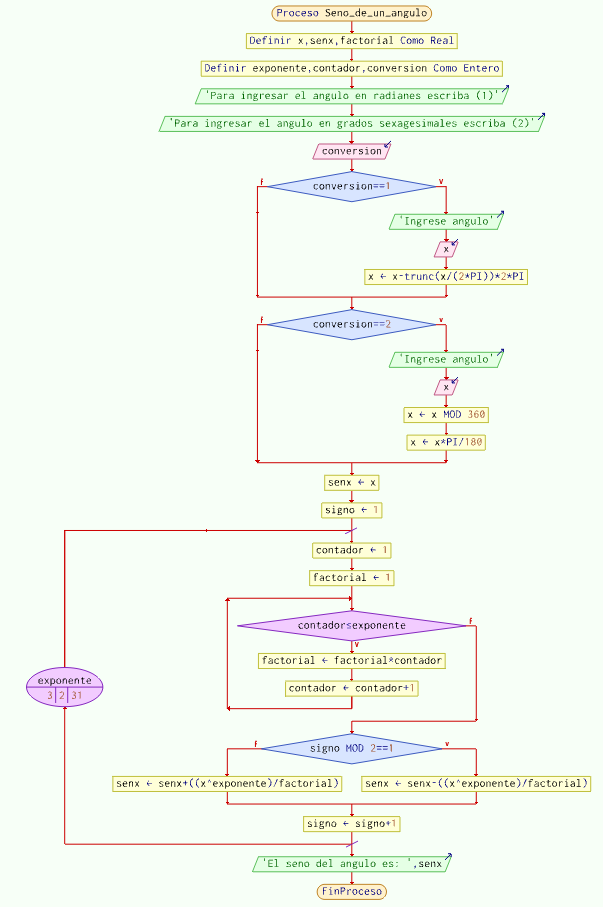 Proceso Seno_de_un_angulo
Definir x,senx,factorial Como Real
Definir exponente,contador,conversion Como Entero
'Para ingresar el angulo en radianes escriba (1)'
'Para ingresar el angulo en grados sexagesimales escriba (2)'
conversion
f
v
conversion==1
'Ingrese angulo'
x
x ← x-trunc(x/(2*PI))*2*PI
f
v
conversion==2
'Ingrese angulo'
x
x ← x MOD 360
x ← x*PI/180
senx ← x
signo ← 1
contador ← 1
factorial ← 1
contador≤exponente
f
v
factorial ← factorial*contador
exponente
3 2 31
contador ← contador+1
f
v
signo MOD 2==1
senx ← senx+((x^exponente)/factorial)
senx ← senx-((x^exponente)/factorial)
signo ← signo+1
'El seno del angulo es: ',senx
FinProceso